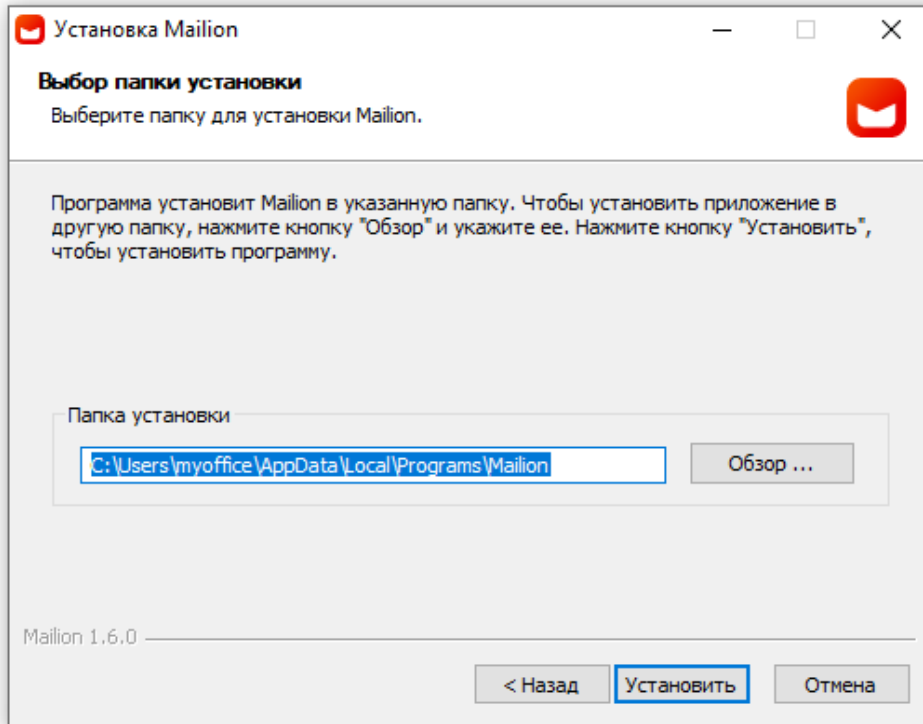 Установка Mailion
Выбор папки установки
Выберите папку для установки Mailion.
Программа установит Mailion в указанную папку. Чтобы установить приложение в
другую папку, нажмите кнопку "Обзор" и укажите ее. Нажмите кнопку "Установить",
чтобы установить программу.
Папка установки
C:\Users\myoffice\AppData\Local\Programs\Mailion
Обзор ...
Mailion 1.6.0
< Назад
Установить
Отмена